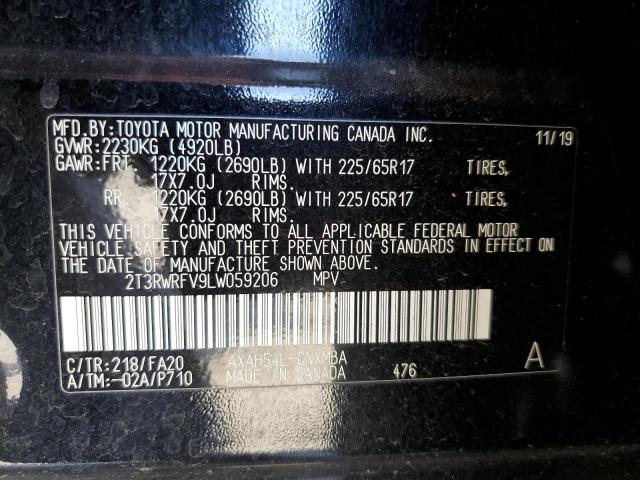 MFD.BY:TOYOTA MOTOR MANUFACTURING CANADA INC. 11/19
GVWR:2230KG (4920LB)
GAWR:FRT. 1220KG (2690LB) WITH 225/65R17 TIRES,
17X7.0J RIMS.
RR. 1220KG (2690LB) WITH 225/65R17 TIRES,
17X7.0J RIMS.
THIS VEHICLE CONFORMS TO ALL APPLICABLE FEDERAL MOTOR
VEHICLE SAFETY AND THEFT PREVENTION STANDARDS IN EFFECT ON
THE DATE OF MANUFACTURE SHOWN ABOVE.
2T3RWRFV9LW059206 MPV
C/TR:218/FA20 AXAH54L-CNXMBA A
A/TM:-02A/P710 MADE IN CANADA 476